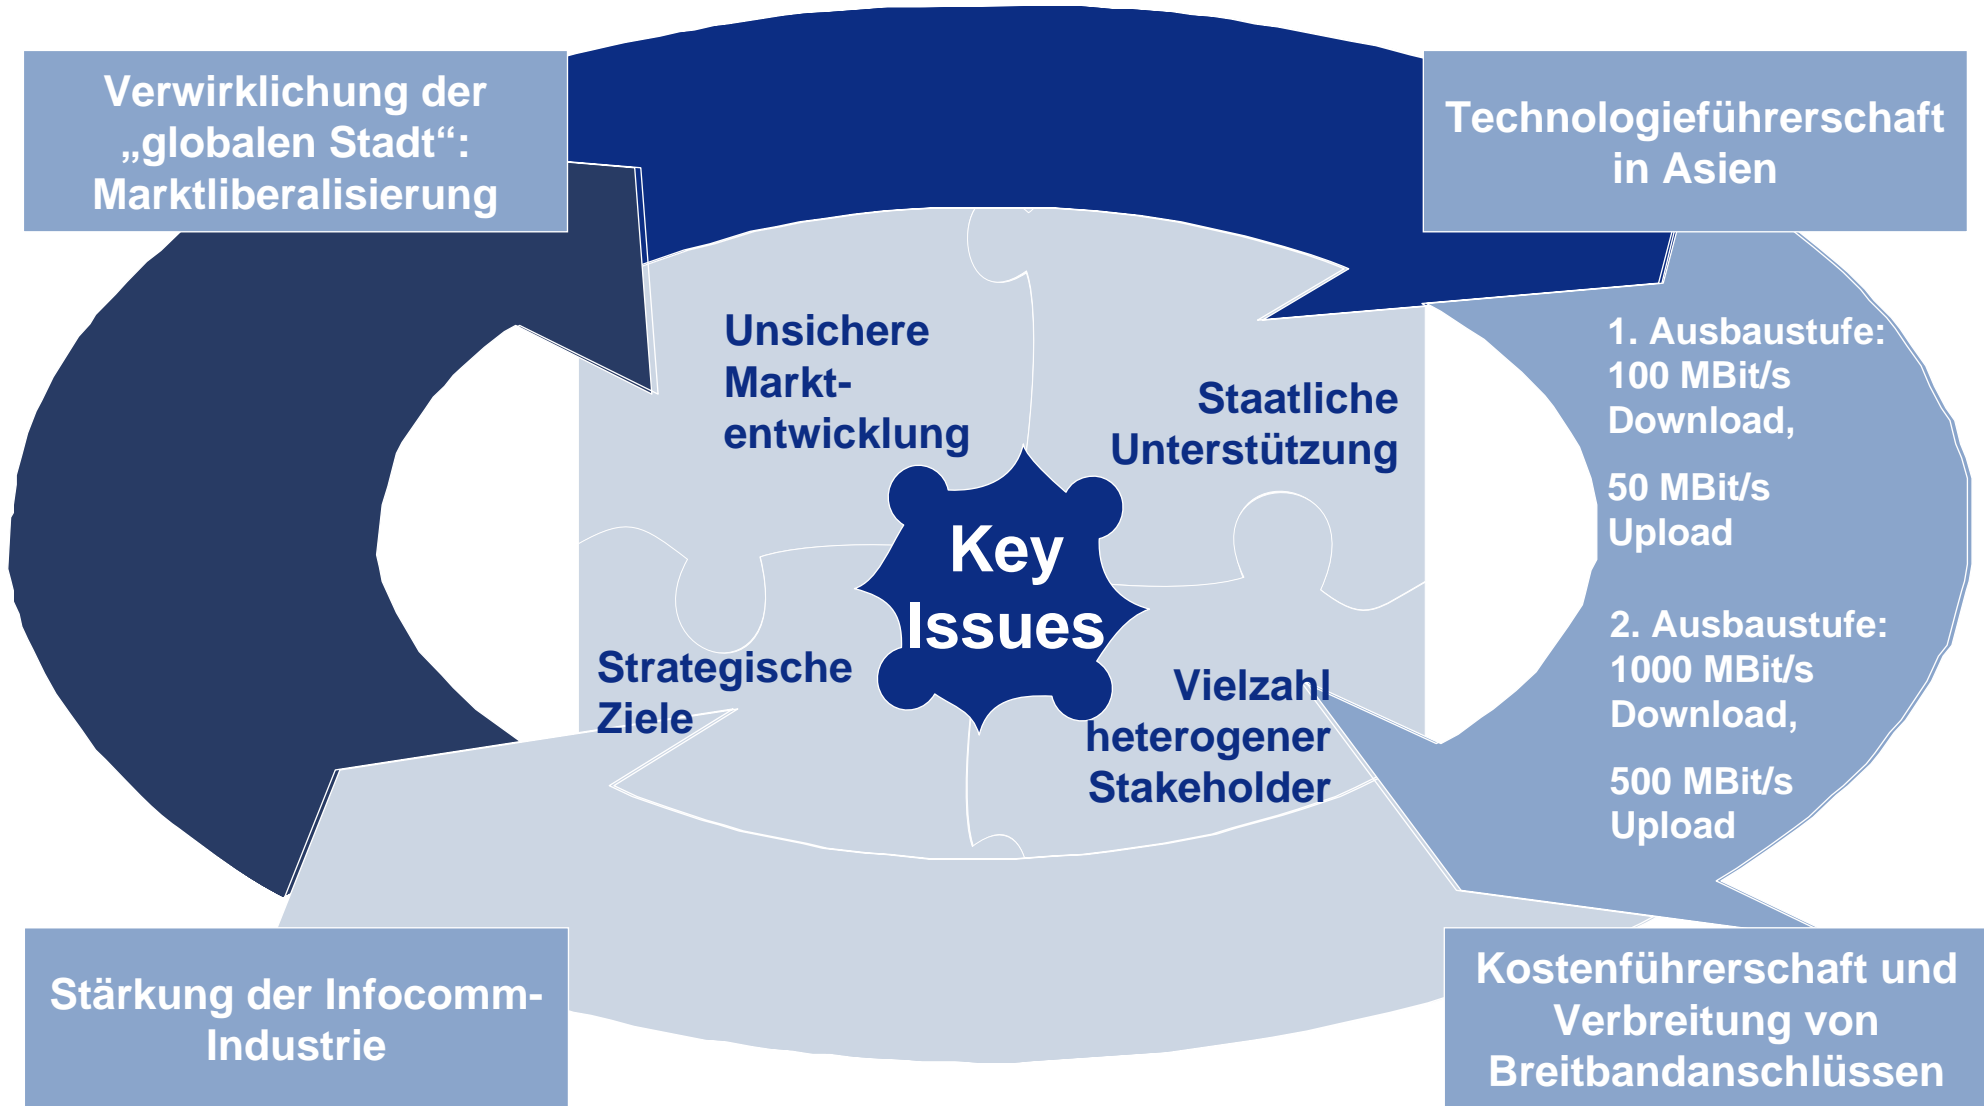 Verwirklichung der
„globalen Stadt“:
Marktliberalisierung
Technologieführerschaft
in Asien
Unsichere
Markt-
entwicklung
Staatliche
Unterstützung
Key
Issues
Strategische
Ziele
Vielzahl
heterogener
Stakeholder
1. Ausbaustufe:
100 MBit/s
Download,
50 MBit/s
Upload
2. Ausbaustufe:
1000 MBit/s
Download,
500 MBit/s
Upload
Stärkung der Infocomm-
Industrie
Kostenführerschaft und
Verbreitung von
Breitbandanschlüssen